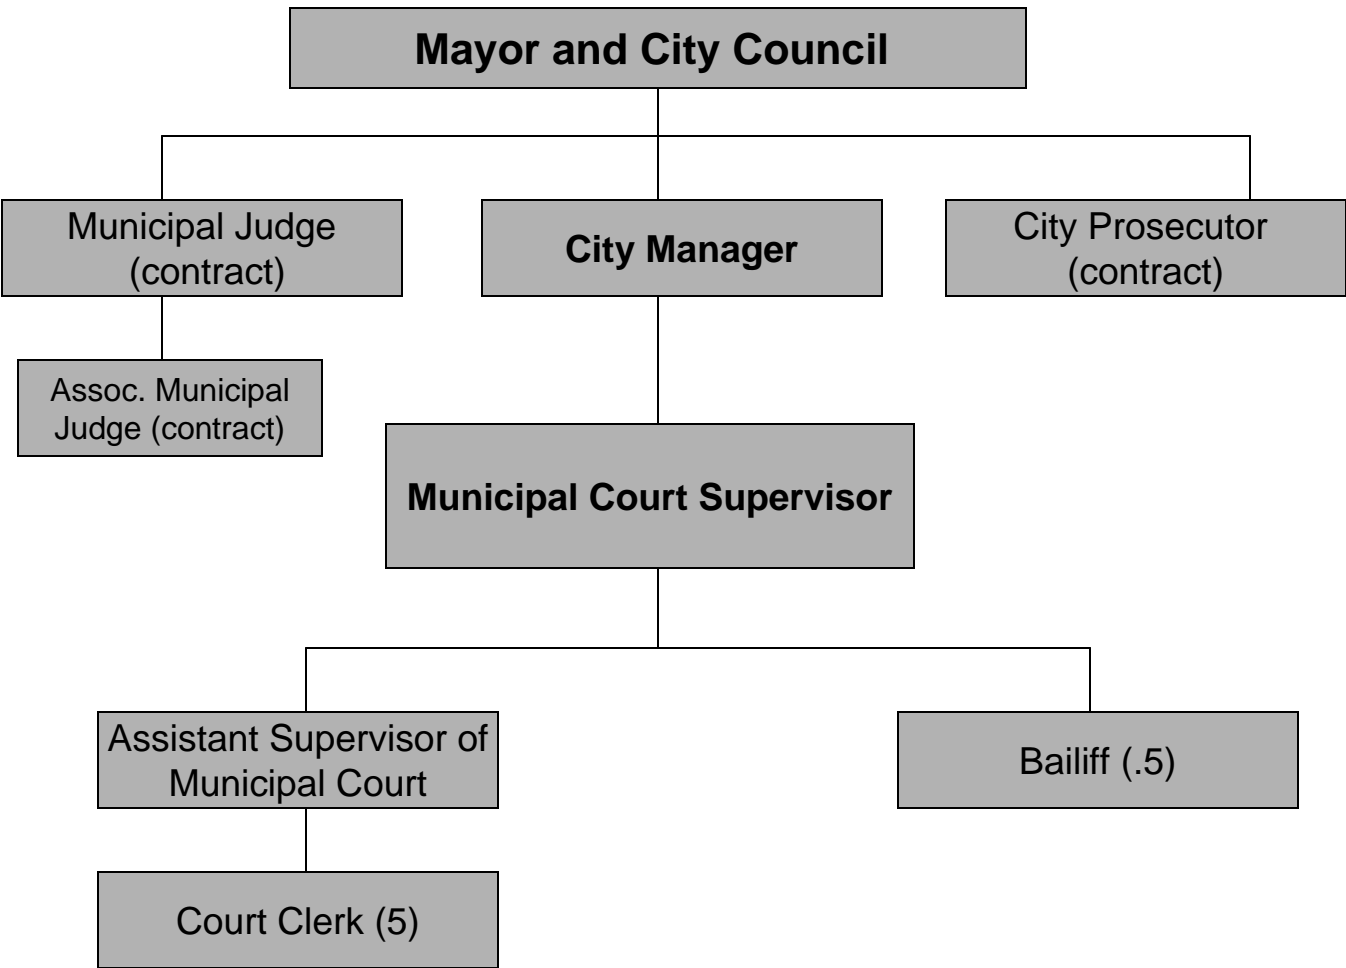 Mayor and City Council
Municipal Judge
(contract)
City Manager
City Prosecutor
(contract)
Assoc. Municipal
Judge (contract)
Municipal Court Supervisor
Assistant Supervisor of
Municipal Court
Bailiff (.5)
Court Clerk (5)